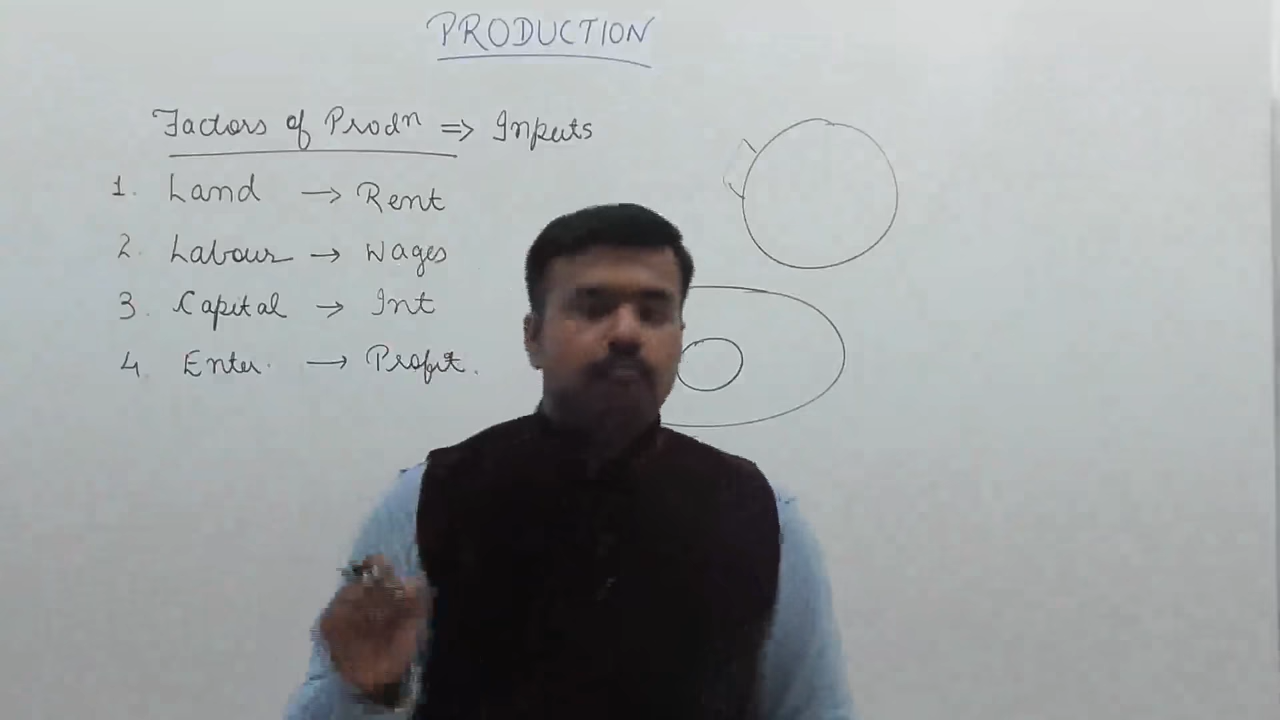 PRODUCTION
Factors of Prodn => Inputs
1. Land → Rent
2. Labour → Wages
3. Capital → Int
4. Enter. → Profit.